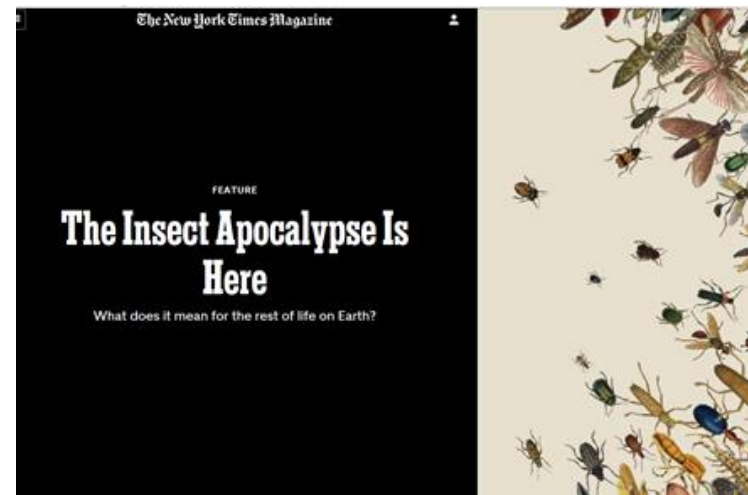 The New York Times Magazine
FEATURE
The Insect Apocalypse Is
Here
What does it mean for the rest of life on Earth?